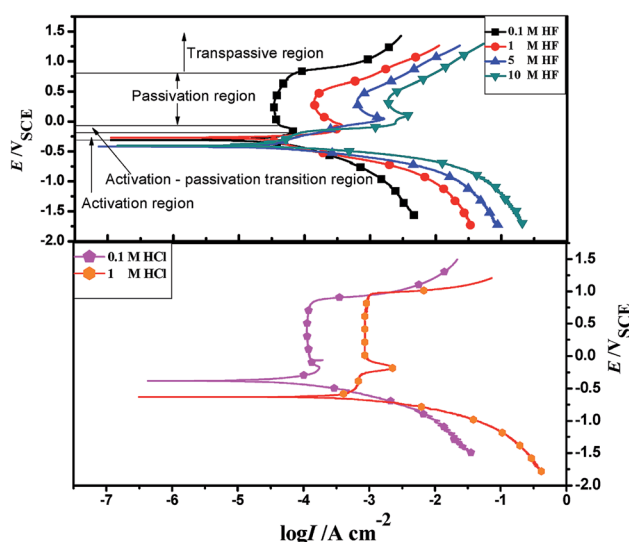 0.1 M HF
1 M HF
5 M HF
10 M HF
Transpassive region
Passivation region
Activation - passivation transition region
Activation region
E /V SCE
1.5
1.0
0.5
0.0
-0.5
-1.0
-1.5
-2.0
0.1 M HCl
1 M HCl
1.5
1.0
0.5
0.0
-0.5
-1.0
-1.5
-2.0
E /V SCE
-7 -6 -5 -4 -3 -2 -1 0
logI /A cm⁻²